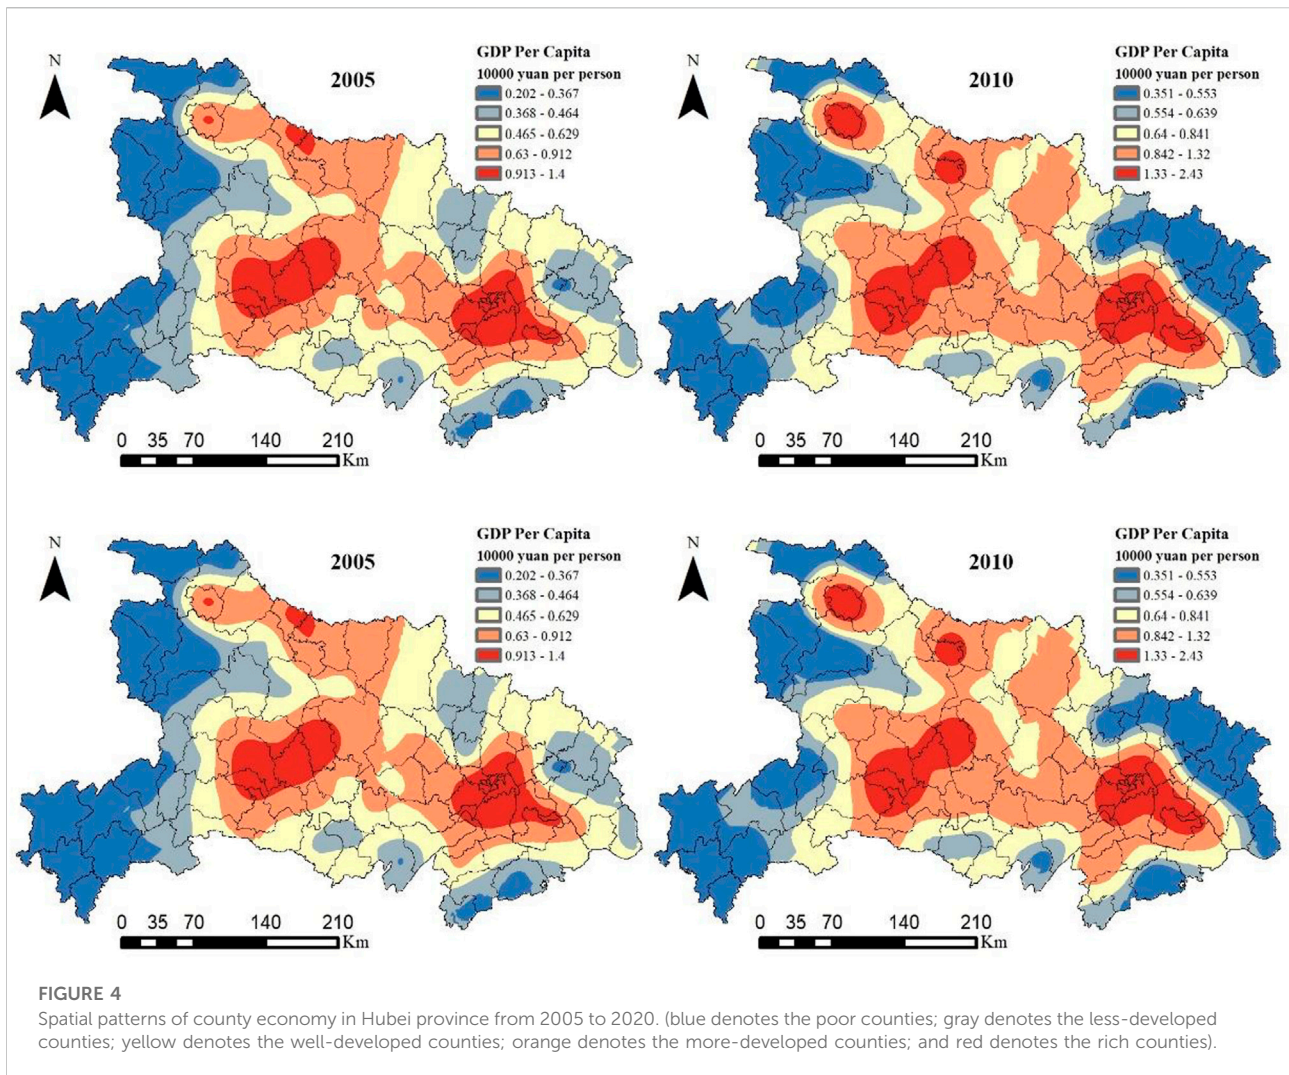 N
2005
GDP Per Capita
10000 yuan per person
0.202 - 0.367
0.368 - 0.464
0.465 - 0.629
0.63 - 0.912
0.913 - 1.4
0 35 70 140 210
Km
N
2010
GDP Per Capita
10000 yuan per person
0.351 - 0.553
0.554 - 0.639
0.64 - 0.841
0.842 - 1.32
1.33 - 2.43
0 35 70 140 210
Km
N
2005
GDP Per Capita
10000 yuan per person
0.202 - 0.367
0.368 - 0.464
0.465 - 0.629
0.63 - 0.912
0.913 - 1.4
0 35 70 140 210
Km
N
2010
GDP Per Capita
10000 yuan per person
0.351 - 0.553
0.554 - 0.639
0.64 - 0.841
0.842 - 1.32
1.33 - 2.43
0 35 70 140 210
Km
FIGURE 4
Spatial patterns of county economy in Hubei province from 2005 to 2020. (blue denotes the poor counties; gray denotes the less-developed
counties; yellow denotes the well-developed counties; orange denotes the more-developed counties; and red denotes the rich counties).